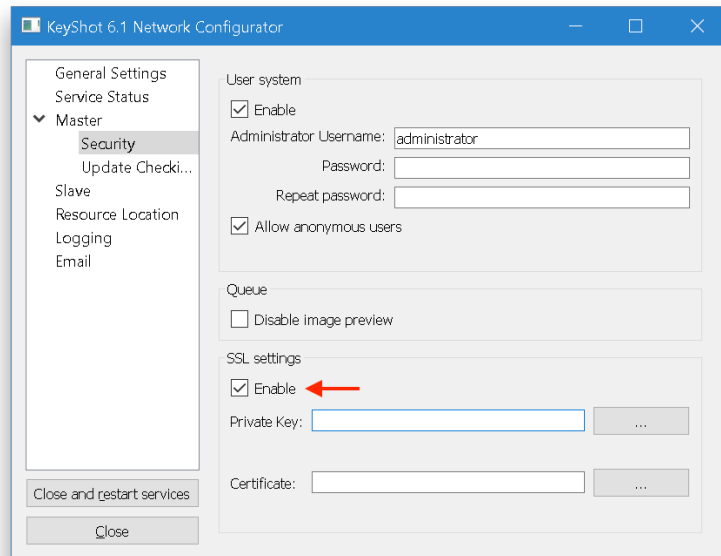 KeyShot 6.1 Network Configurator
General Settings
Service Status
Master
Security
Update Checki...
Slave
Resource Location
Logging
Email
Close and restart services
Close
User system
Enable
Administrator Username: administrator
Password:
Repeat password:
Allow anonymous users
Queue
Disable image preview
SSL settings
Enable
Private Key: ...
Certificate: ...